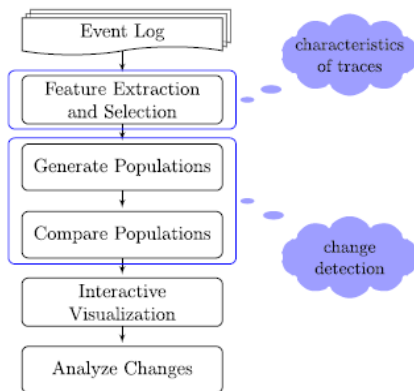 Event Log
characteristics
of traces
Feature Extraction
and Selection
Generate Populations
Compare Populations
change
detection
Interactive
Visualization
Analyze Changes